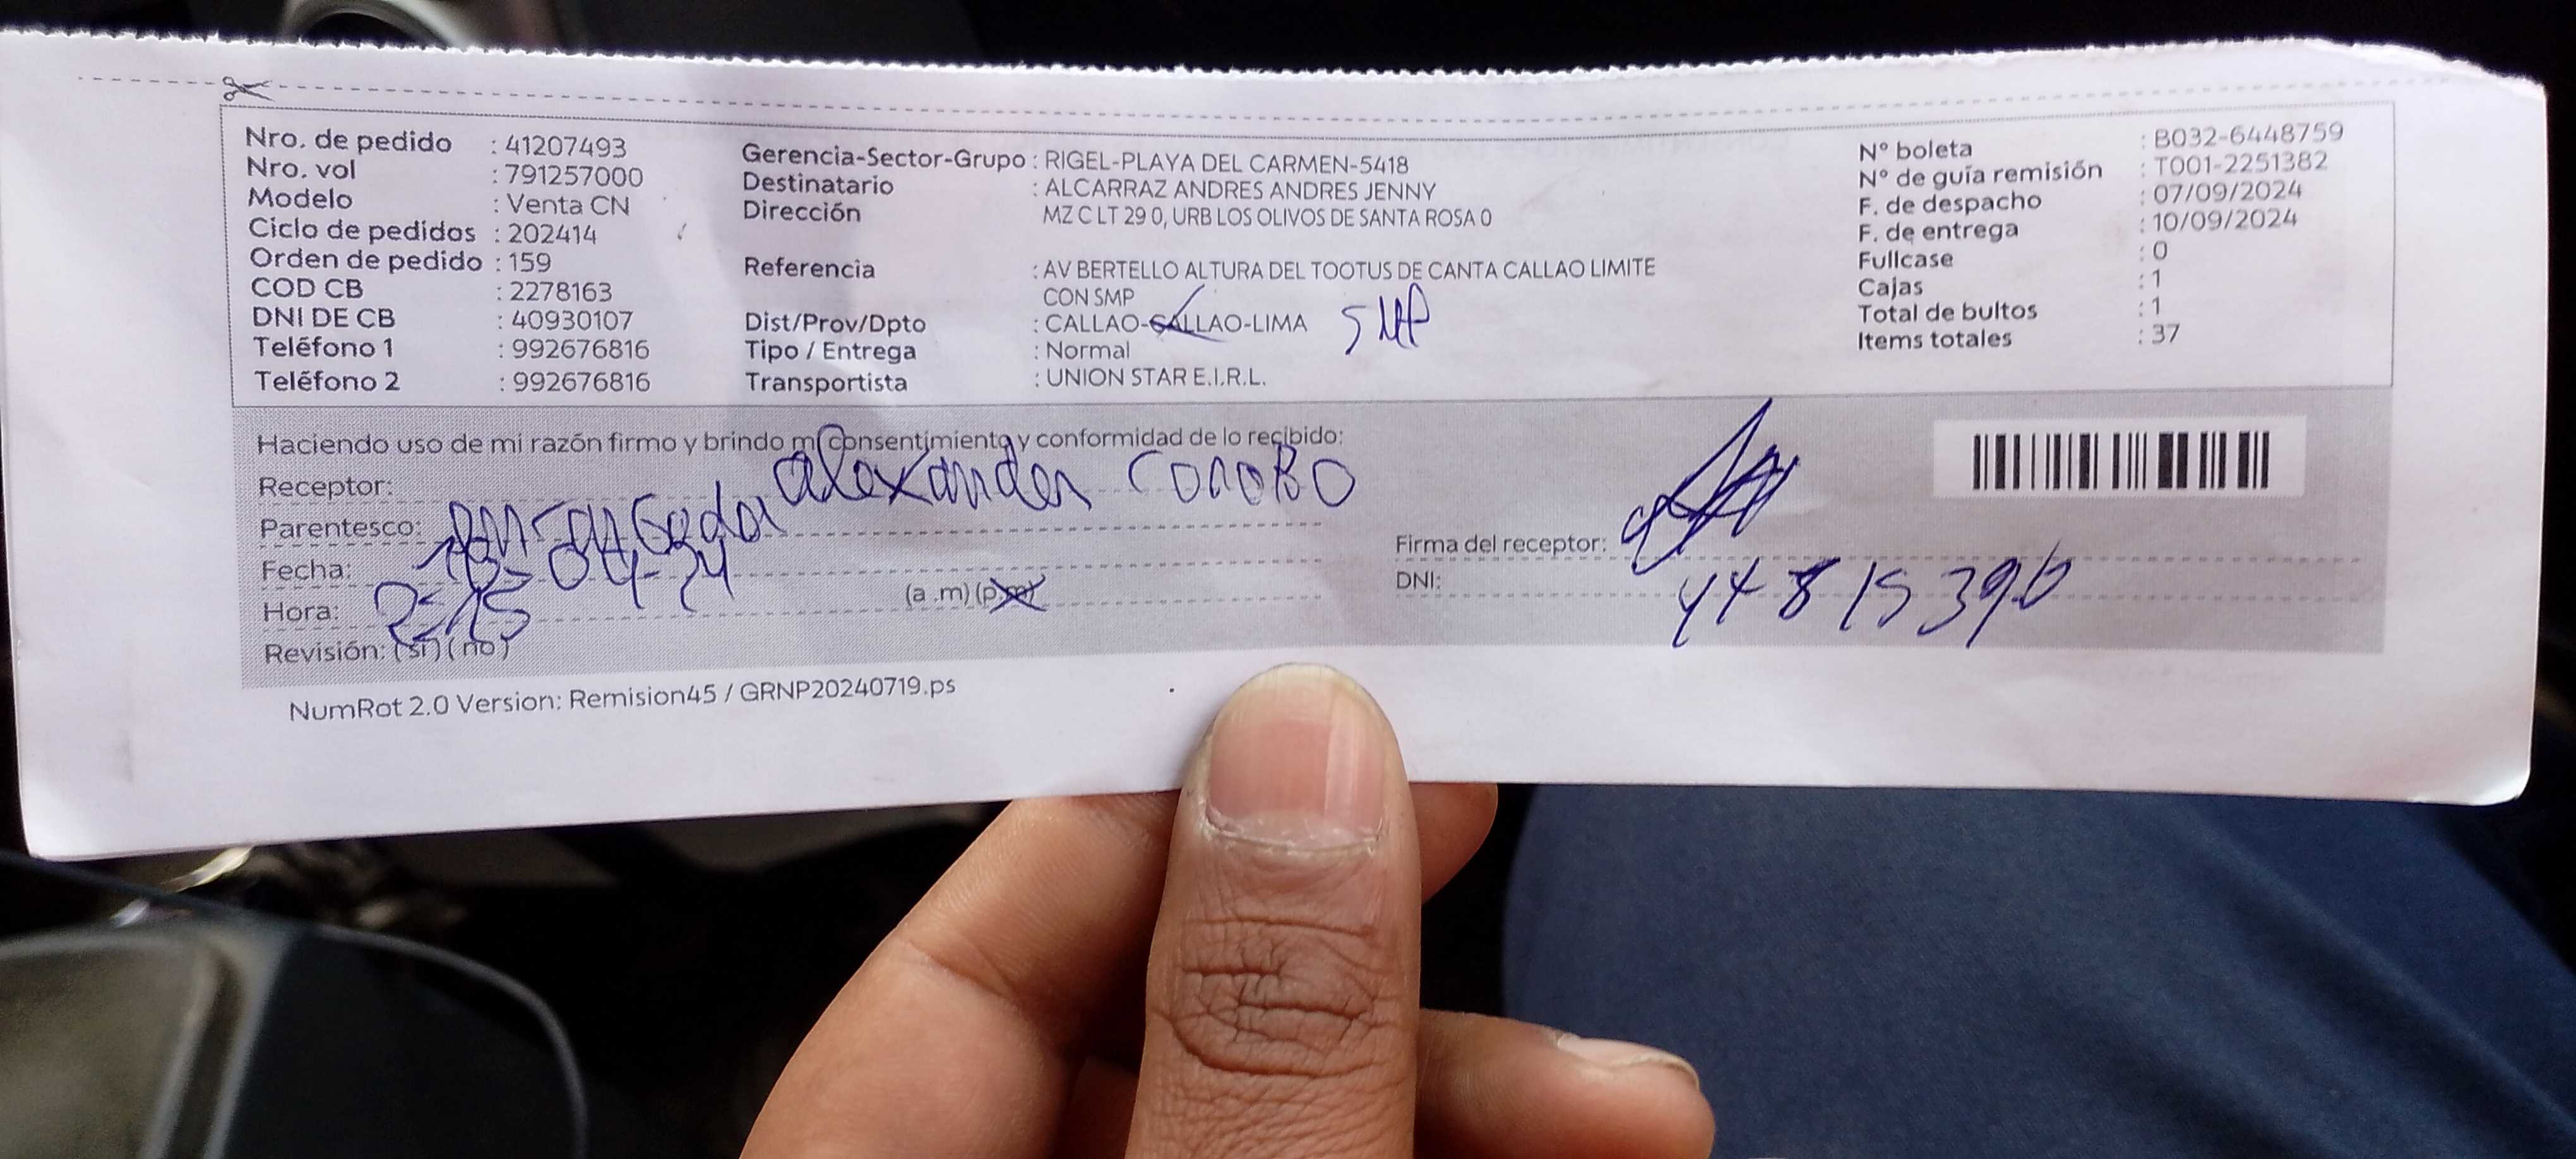 Nro. de pedido : 41207493
Nro. vol : 791257000
Modelo : Venta CN
Ciclo de pedidos : 202414
Orden de pedido : 159
COD CB : 2278163
DNI DE CB : 40930107
Teléfono 1 : 992676816
Teléfono 2 : 992676816
Gerencia-Sector-Grupo : RIGEL-PLAYA DEL CARMEN-5418
Destinatario : ALCARRAZ ANDRES ANDRES JENNY
Dirección MZ C LT 29 0, URB LOS OLIVOS DE SANTA ROSA 0
Referencia : AV BERTELLO ALTURA DEL TOOTUS DE CANTA CALLAO LIMITE
CON SMP
Dist/Prov/Dpto : CALLAO-CALLAO-LIMA SMP
Tipo / Entrega : Normal
Transportista : UNION STAR E.I.R.L.
N° boleta : B032-6448759
N° de guía remisión : T001-2251382
F. de despacho : 07/09/2024
F. de entrega : 10/09/2024
Fullcase : 0
Cajas : 1
Total de bultos : 1
Items totales : 37
Haciendo uso de mi razón firmo y brindo mi consentimiento y conformidad de lo recibido:
Receptor: alexander
Parentesco:
Fecha:
Hora: (a .m) (p.m)
Revisión: (si) (no)
Firma del receptor:
DNI: 44815396
NumRot 2.0 Version: Remision45 / GRNP20240719.ps